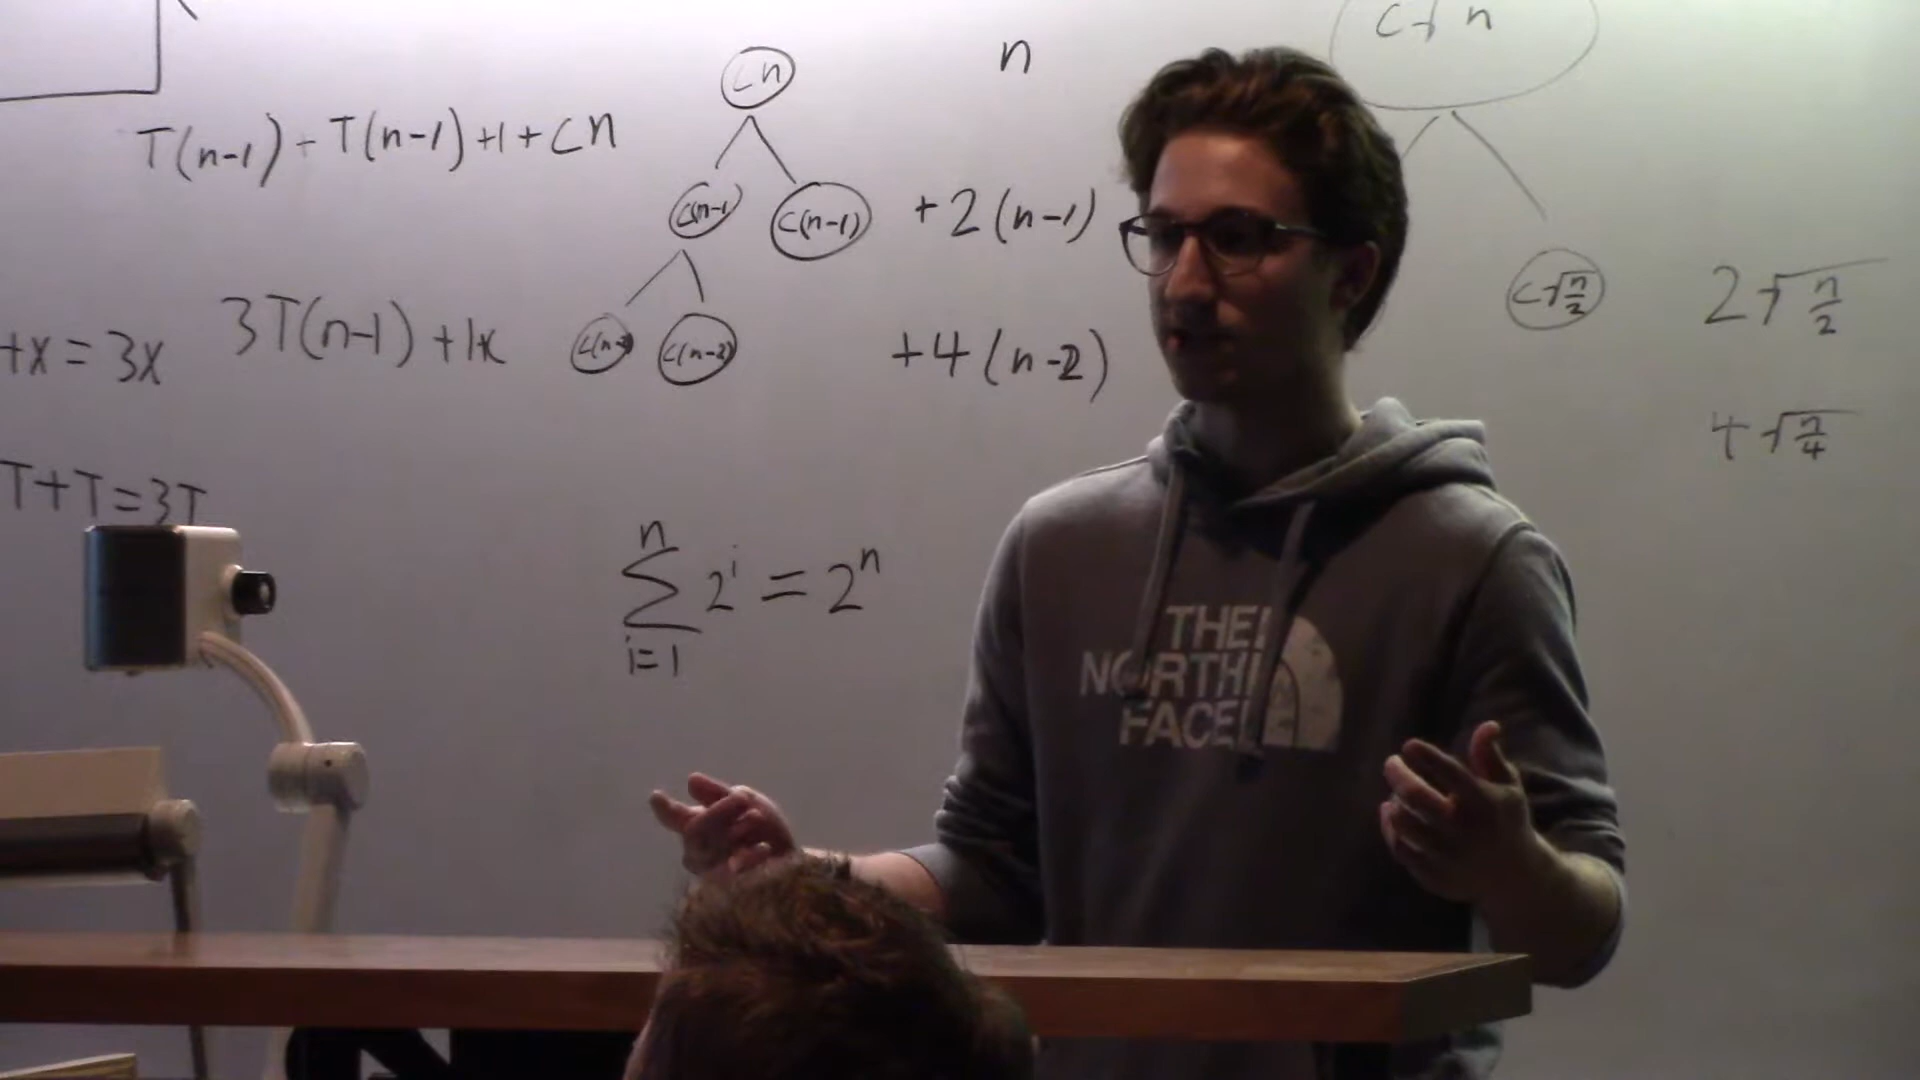 T(n-1) + T(n-1) + 1 + cn
+x = 3x
3T(n-1) + 1x
T+T=3T
cn
c(n-1)
c(n-1)
c(n-2)
c(n-2)
n
+2(n-1)
+4(n-2)
n
∑ 2^i = 2^n
i=1
c√n
c√(n/2)
2√(n/2)
4√(n/4)
THE
NORTH
FACE